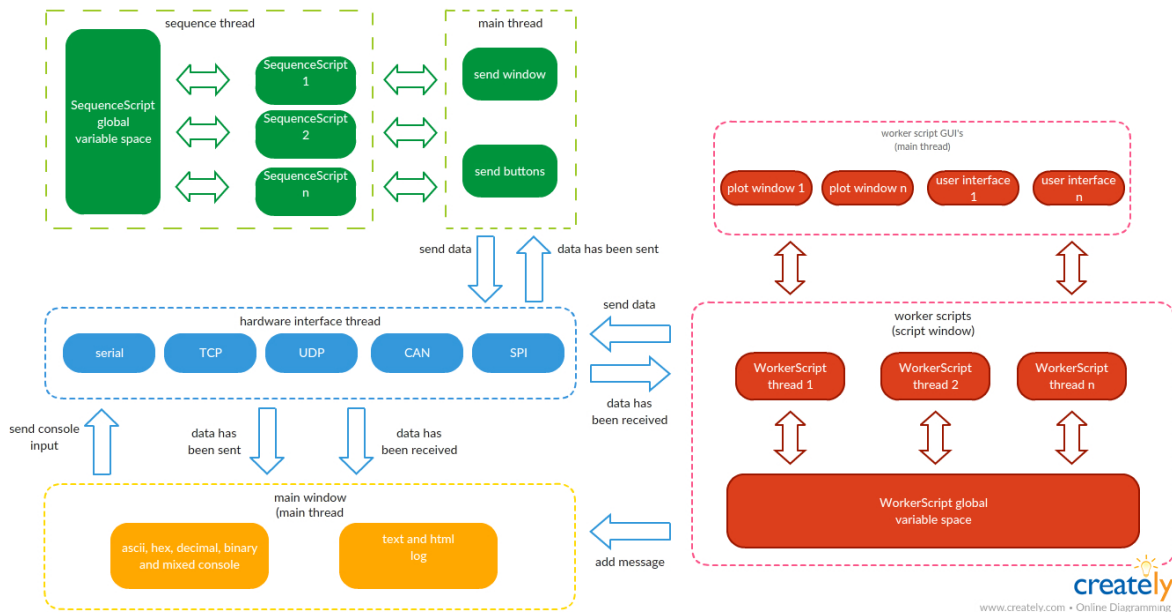 sequence thread
main thread
SequenceScript
global
variable space
SequenceScript
1
SequenceScript
2
SequenceScript
n
send window
send buttons
worker script GUI's
(main thread)
plot window 1
plot window n
user interface
1
user interface
n
send data
data has been sent
hardware interface thread
serial
TCP
UDP
CAN
SPI
send data
data has
been received
worker scripts
(script window)
WorkerScript
thread 1
WorkerScript
thread 2
WorkerScript
thread n
WorkerScript global
variable space
send console
input
data has
been sent
data has
been received
main window
(main thread
ascii, hex, decimal, binary
and mixed console
text and html
log
add message
creately
www.creately.com • Online Diagramming